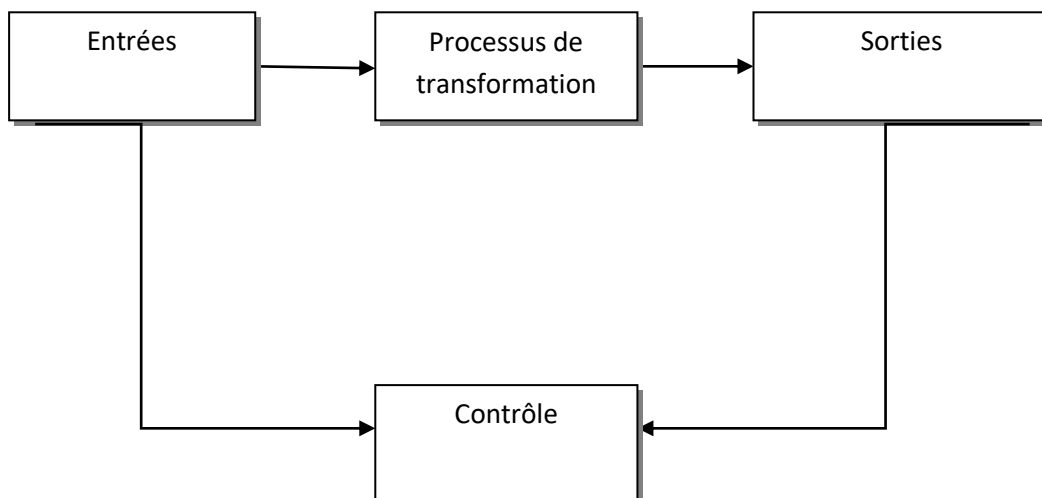 Entrées
Processus de
transformation
Sorties
Contrôle